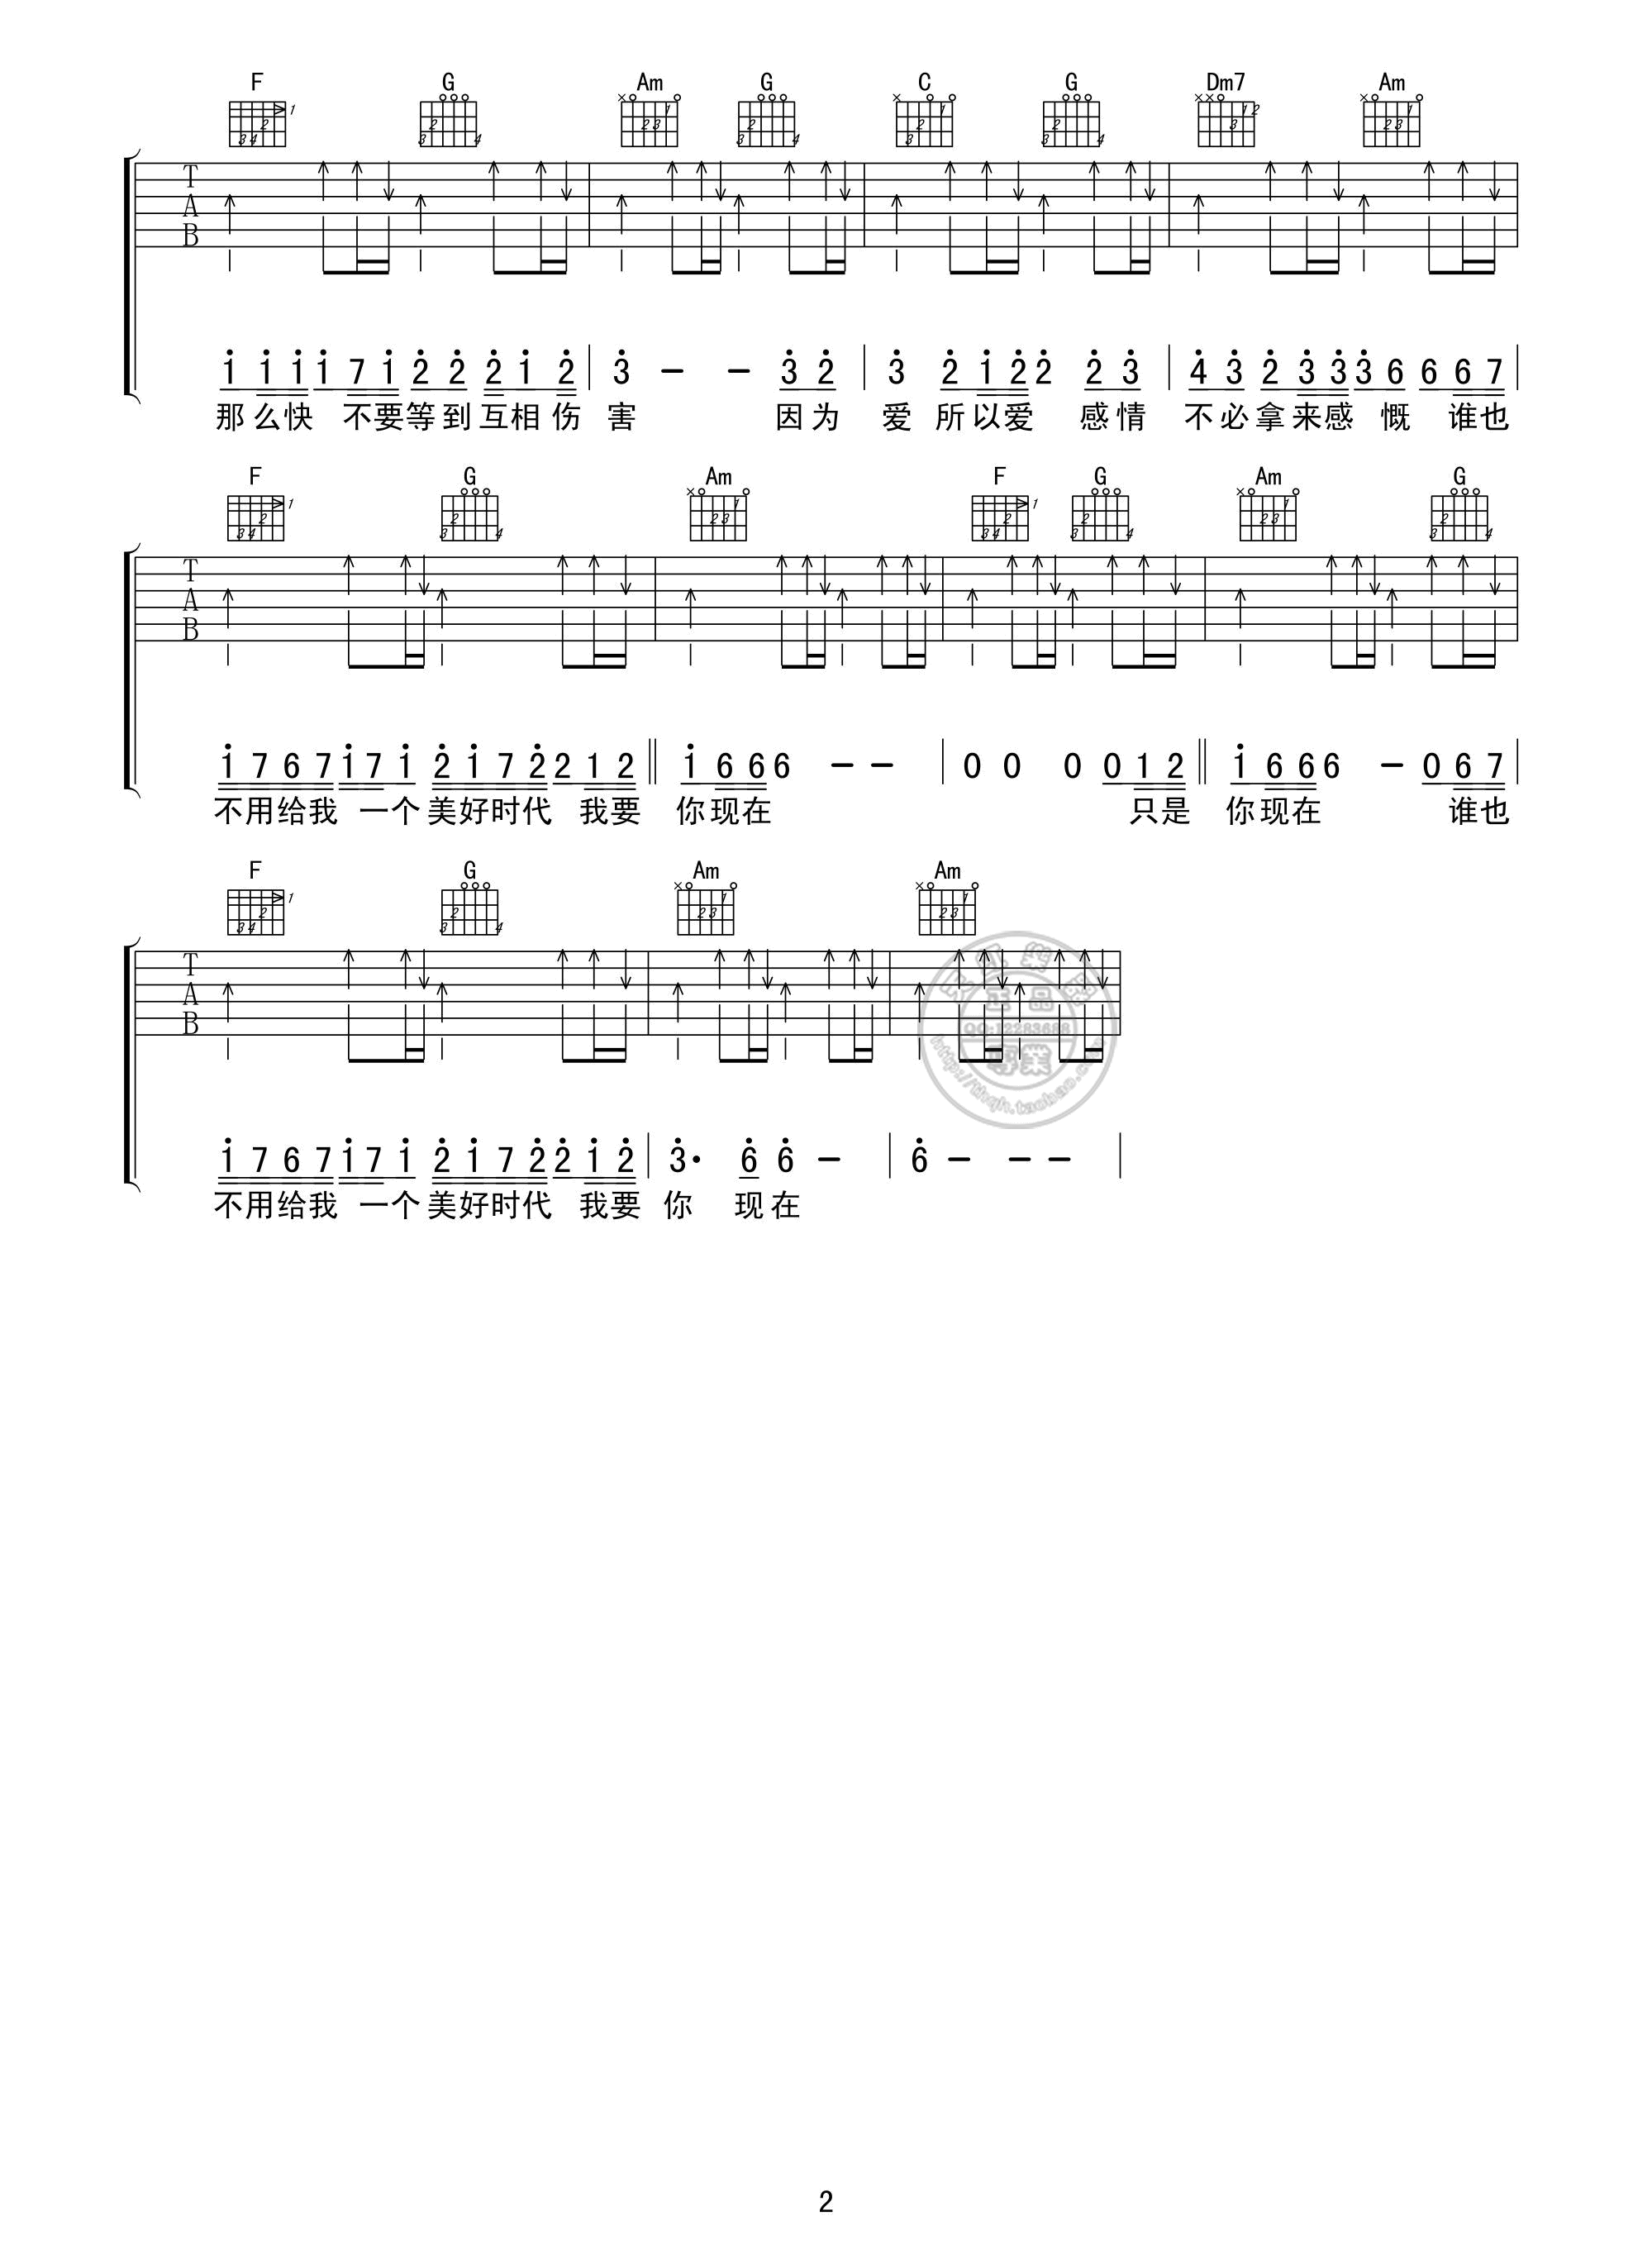 F G Am G C G Dm7 Am
T
A
B
1 1 1 1 7 1 2 2 2 1 2 3 - - 3 2 3 2 1 2 2 2 3 4 3 2 3 3 3 6 6 6 7
那么快 不要等到互相伤 害 因为 爱 所以爱 感情 不必拿来感 慨 谁也
F G Am F G Am G
T
A
B
1 7 6 7 1 7 1 2 1 7 2 2 1 2 1 6 6 6 - - 0 0 0 0 1 2 1 6 6 6 - 0 6 7
不用给我 一个美好时代 我要 你现在 只是 你现在 谁也
F G Am Am
T
A
B
QQ:12283688
http://thqh.taobao.com
1 7 6 7 1 7 1 2 1 7 2 2 1 2 3· 6 6 - 6 - - -
不用给我 一个美好时代 我要 你 现在
2